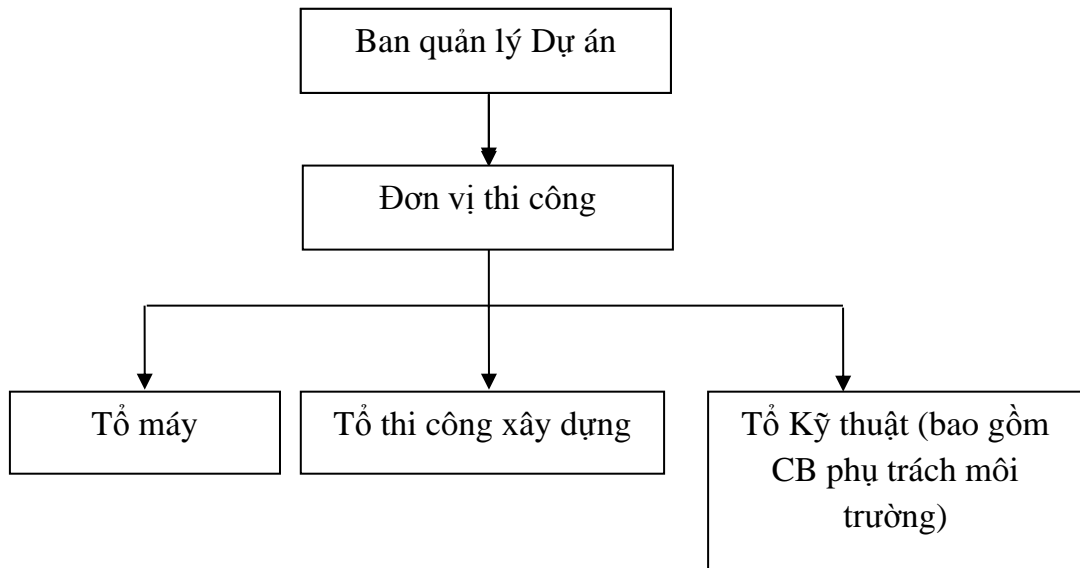 Ban quản lý Dự án
Đơn vị thi công
Tổ máy
Tổ thi công xây dựng
Tổ Kỹ thuật (bao gồm
CB phụ trách môi
trường)